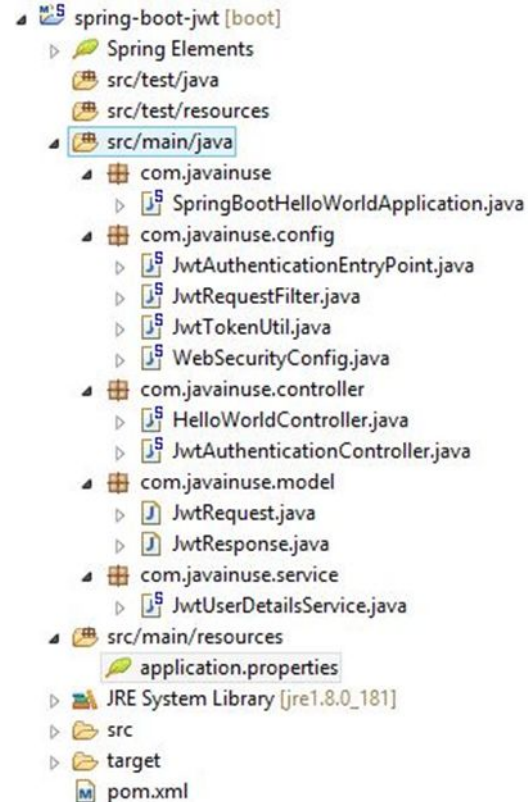 spring-boot-jwt [boot]
Spring Elements
src/test/java
src/test/resources
src/main/java
com.javainuse
SpringBootHelloWorldApplication.java
com.javainuse.config
JwtAuthenticationEntryPoint.java
JwtRequestFilter.java
JwtTokenUtil.java
WebSecurityConfig.java
com.javainuse.controller
HelloWorldController.java
JwtAuthenticationController.java
com.javainuse.model
JwtRequest.java
JwtResponse.java
com.javainuse.service
JwtUserDetailsService.java
src/main/resources
application.properties
JRE System Library [jre1.8.0_181]
src
target
pom.xml